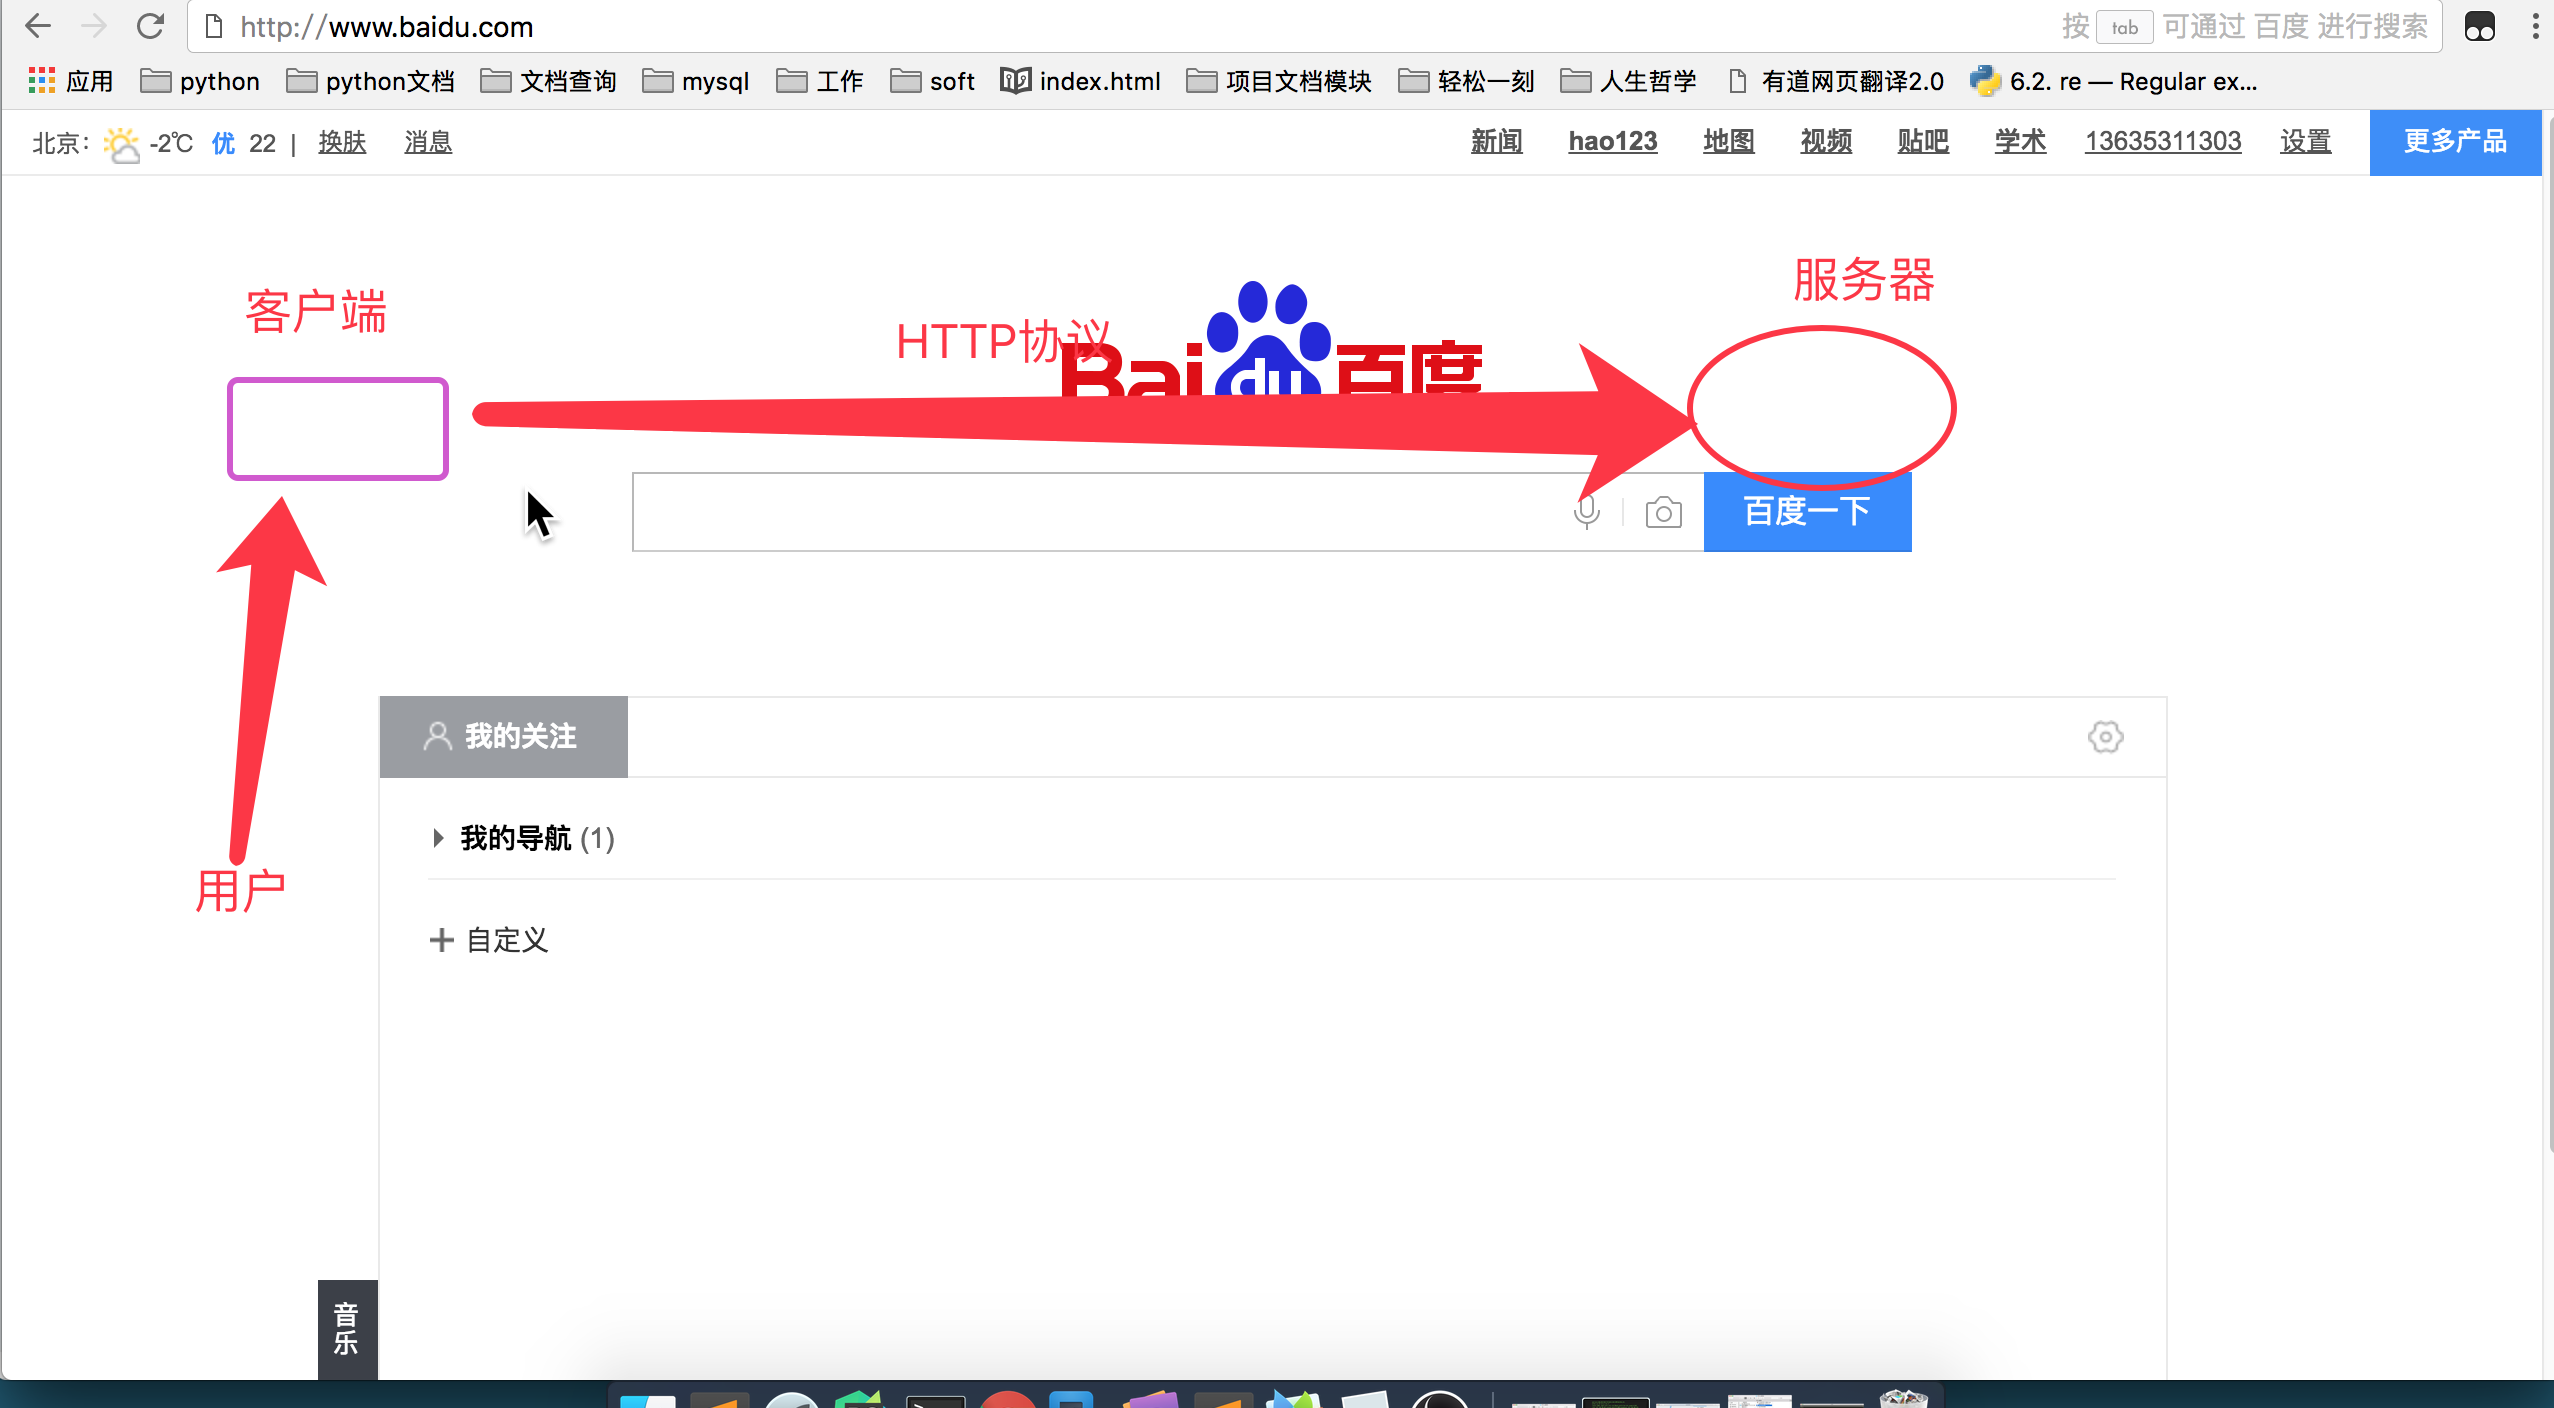 http://www.baidu.com 按 tab 可通过 百度 进行搜索
应用 python python文档 文档查询 mysql 工作 soft index.html 项目文档模块 轻松一刻 人生哲学 有道网页翻译2.0 6.2. re — Regular ex...
北京: -2℃ 优 22 | 换肤 消息 新闻 hao123 地图 视频 贴吧 学术 13635311303 设置 更多产品
服务器
客户端
HTTP协议
Bai du 百度
百度一下
我的关注
我的导航 (1)
用户
自定义
音乐